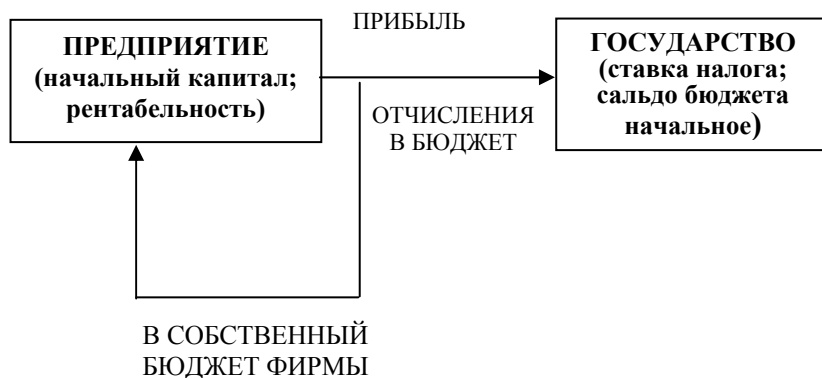 ПРИБЫЛЬ
ПРЕДПРИЯТИЕ
(начальный капитал;
рентабельность)
ГОСУДАРСТВО
(ставка налога;
сальдо бюджета
начальное)
ОТЧИСЛЕНИЯ
В БЮДЖЕТ
В СОБСТВЕННЫЙ
БЮДЖЕТ ФИРМЫ